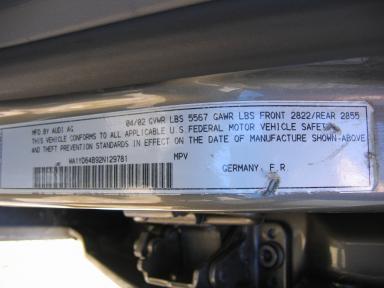 MFD BY AUDI AG 04/02 GVWR LBS 5567 GAWR LBS FRONT 2822/REAR 2855
THIS VEHICLE CONFORMS TO ALL APPLICABLE U.S.FEDERAL MOTOR VEHICLE SAFETY
AND THEFT PREVENTION STANDARDS IN EFFECT ON THE DATE OF MANUFACTURE SHOWN ABOVE
WA1YD64B92N129781 MPV
GERMANY F.R.